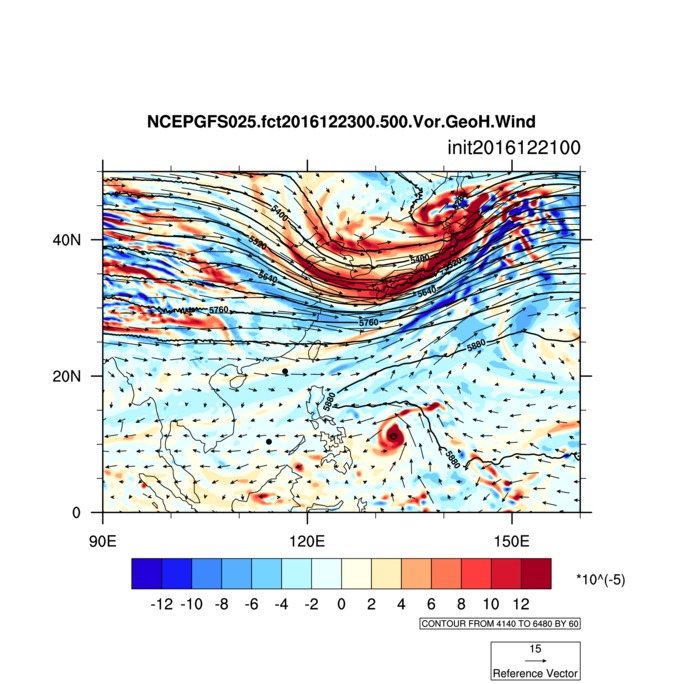 NCEPGFS025.fct2016122300.500.Vor.GeoH.Wind
init2016122100
5400
5520
5640
5760
5400
5520
5640
5760
5880
5880
5880
40N
20N
0
90E 120E 150E
-12 -10 -8 -6 -4 -2 0 2 4 6 8 10 12
*10^(-5)
CONTOUR FROM 4140 TO 6480 BY 60
15
Reference Vector